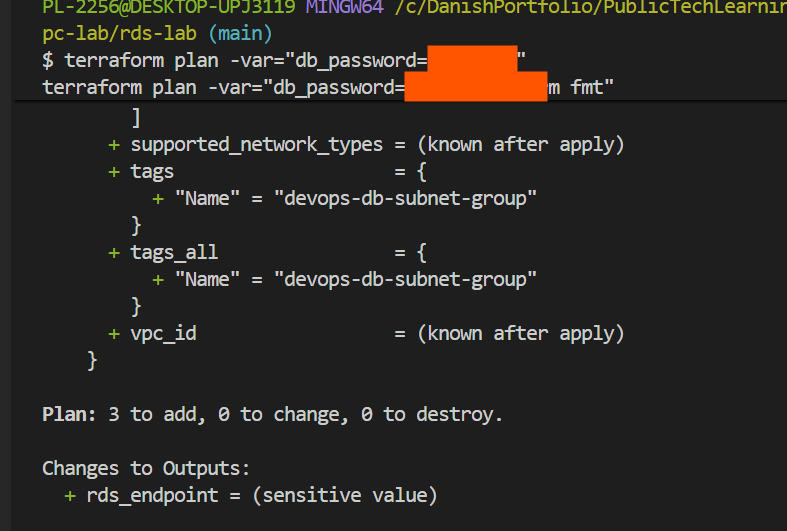 PL-2256@DESKTOP-UPJ3119 MINGW64 /c/DanishPortfolio/PublicTechLearnin
pc-lab/rds-lab (main)
$ terraform plan -var="db_password="
terraform plan -var="db_password=m fmt"
]
+ supported_network_types = (known after apply)
+ tags = {
+ "Name" = "devops-db-subnet-group"
}
+ tags_all = {
+ "Name" = "devops-db-subnet-group"
}
+ vpc_id = (known after apply)
}
Plan: 3 to add, 0 to change, 0 to destroy.
Changes to Outputs:
+ rds_endpoint = (sensitive value)